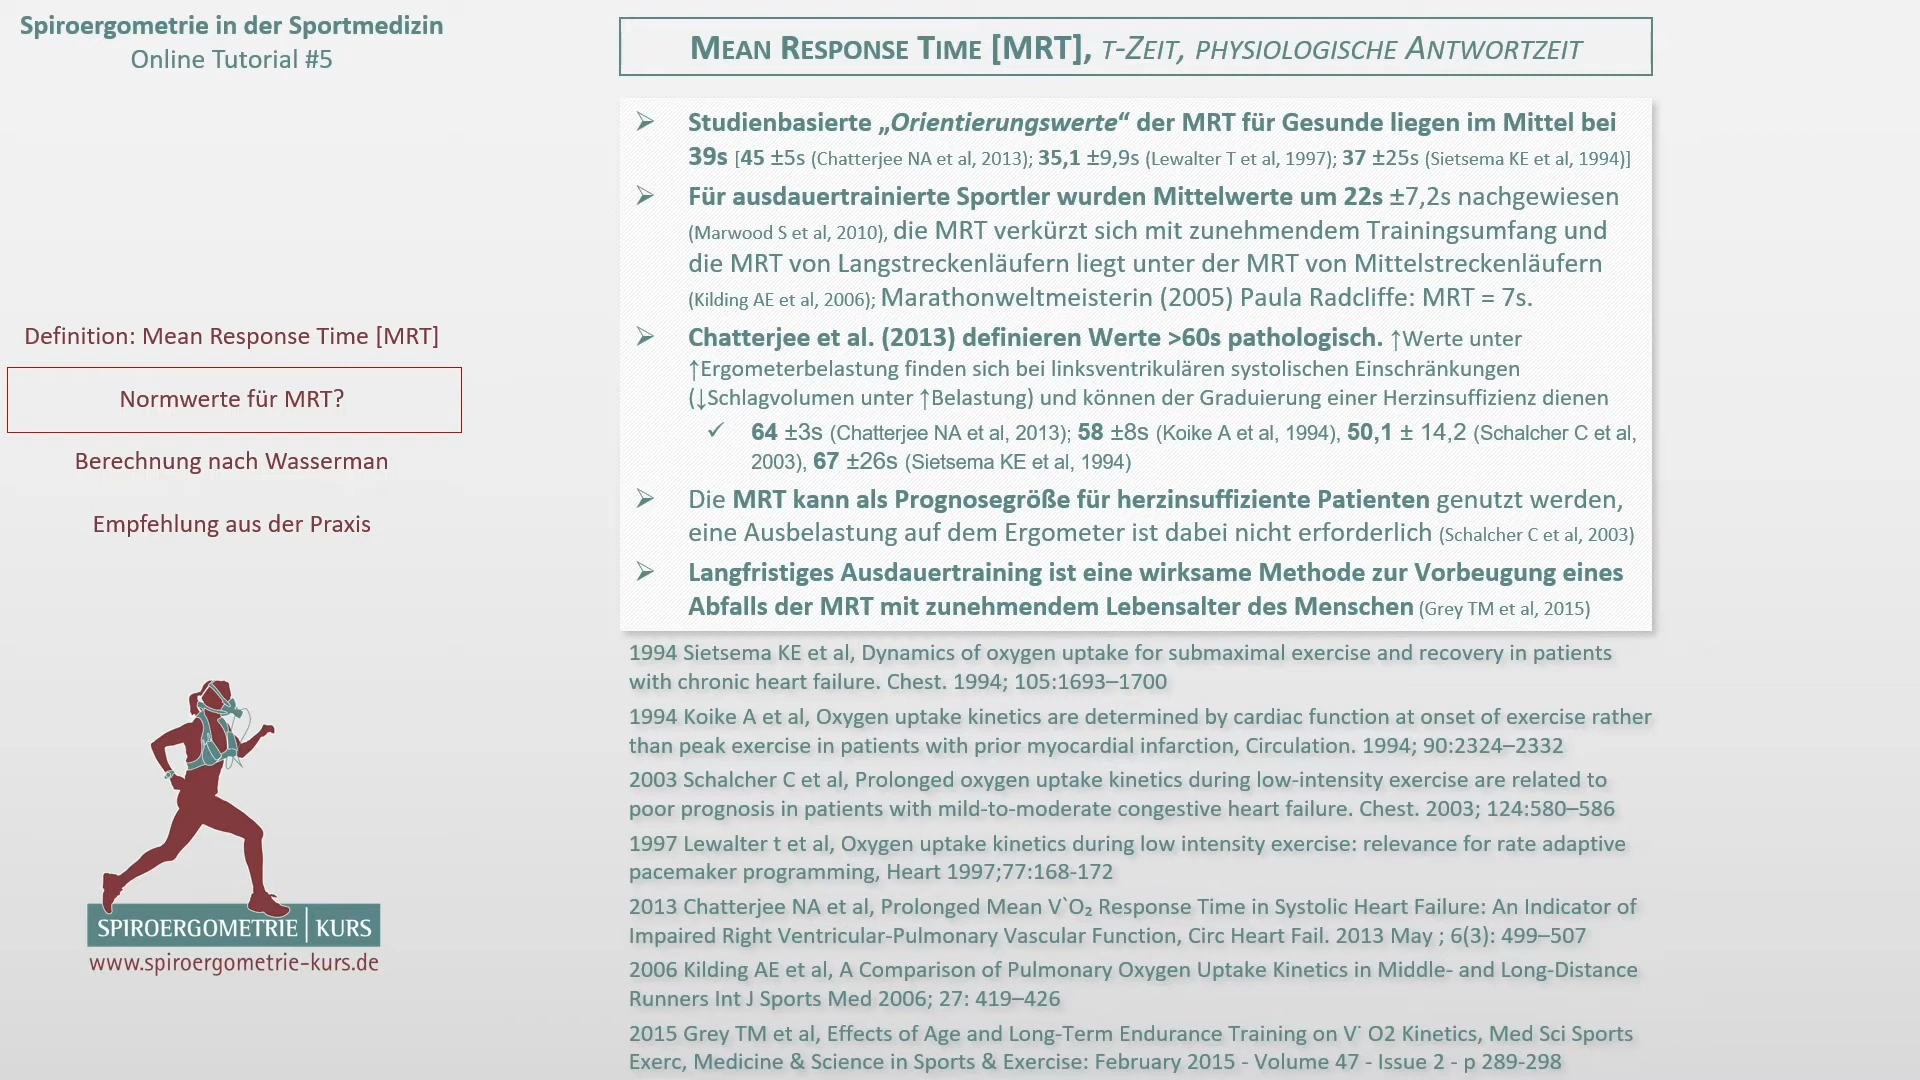 Spiroergometrie in der Sportmedizin
Online Tutorial #5
Definition: Mean Response Time [MRT]
Normwerte für MRT?
Berechnung nach Wasserman
Empfehlung aus der Praxis
SPIROERGOMETRIE | KURS
www.spiroergometrie-kurs.de
MEAN RESPONSE TIME [MRT], T-ZEIT, PHYSIOLOGISCHE ANTWORTZEIT
➢ Studienbasierte „Orientierungswerte“ der MRT für Gesunde liegen im Mittel bei
39s [45 ±5s (Chatterjee NA et al, 2013); 35,1 ±9,9s (Lewalter T et al, 1997); 37 ±25s (Sietsema KE et al, 1994)]
➢ Für ausdauertrainierte Sportler wurden Mittelwerte um 22s ±7,2s nachgewiesen
(Marwood S et al, 2010), die MRT verkürzt sich mit zunehmendem Trainingsumfang und
die MRT von Langstreckenläufern liegt unter der MRT von Mittelstreckenläufern
(Kilding AE et al, 2006); Marathonweltmeisterin (2005) Paula Radcliffe: MRT = 7s.
➢ Chatterjee et al. (2013) definieren Werte >60s pathologisch. ↑Werte unter
↑Ergometerbelastung finden sich bei linksventrikulären systolischen Einschränkungen
(↓Schlagvolumen unter ↑Belastung) und können der Graduierung einer Herzinsuffizienz dienen
✓ 64 ±3s (Chatterjee NA et al, 2013); 58 ±8s (Koike A et al, 1994), 50,1 ± 14,2 (Schalcher C et al,
2003), 67 ±26s (Sietsema KE et al, 1994)
➢ Die MRT kann als Prognosegröße für herzinsuffiziente Patienten genutzt werden,
eine Ausbelastung auf dem Ergometer ist dabei nicht erforderlich (Schalcher C et al, 2003)
➢ Langfristiges Ausdauertraining ist eine wirksame Methode zur Vorbeugung eines
Abfalls der MRT mit zunehmendem Lebensalter des Menschen (Grey TM et al, 2015)
1994 Sietsema KE et al, Dynamics of oxygen uptake for submaximal exercise and recovery in patients
with chronic heart failure. Chest. 1994; 105:1693–1700
1994 Koike A et al, Oxygen uptake kinetics are determined by cardiac function at onset of exercise rather
than peak exercise in patients with prior myocardial infarction, Circulation. 1994; 90:2324–2332
2003 Schalcher C et al, Prolonged oxygen uptake kinetics during low-intensity exercise are related to
poor prognosis in patients with mild-to-moderate congestive heart failure. Chest. 2003; 124:580–586
1997 Lewalter t et al, Oxygen uptake kinetics during low intensity exercise: relevance for rate adaptive
pacemaker programming, Heart 1997;77:168-172
2013 Chatterjee NA et al, Prolonged Mean V`O₂ Response Time in Systolic Heart Failure: An Indicator of
Impaired Right Ventricular-Pulmonary Vascular Function, Circ Heart Fail. 2013 May ; 6(3): 499–507
2006 Kilding AE et al, A Comparison of Pulmonary Oxygen Uptake Kinetics in Middle- and Long-Distance
Runners Int J Sports Med 2006; 27: 419–426
2015 Grey TM et al, Effects of Age and Long-Term Endurance Training on V˙ O2 Kinetics, Med Sci Sports
Exerc, Medicine & Science in Sports & Exercise: February 2015 - Volume 47 - Issue 2 - p 289-298